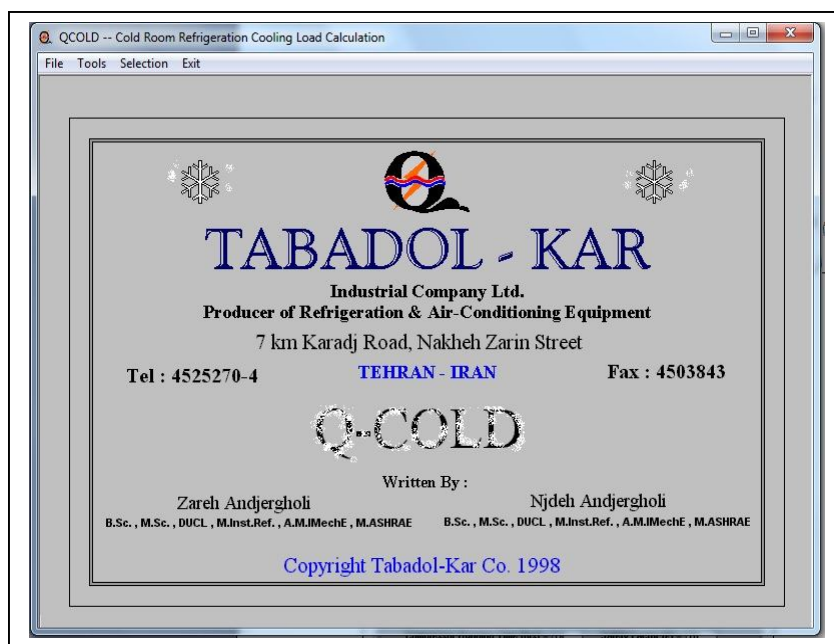 QCOLD -- Cold Room Refrigeration Cooling Load Calculation
File Tools Selection Exit
TABADOL - KAR
Industrial Company Ltd.
Producer of Refrigeration & Air-Conditioning Equipment
7 km Karadj Road, Nakheh Zarin Street
Tel : 4525270-4 TEHRAN - IRAN Fax : 4503843
Q-COLD
Written By :
Zareh Andjergholi Njdeh Andjergholi
B.Sc. , M.Sc. , DUCL , M.Inst.Ref. , A.M.IMechE , M.ASHRAE B.Sc. , M.Sc. , DUCL , M.Inst.Ref. , A.M.IMechE , M.ASHRAE
Copyright Tabadol-Kar Co. 1998